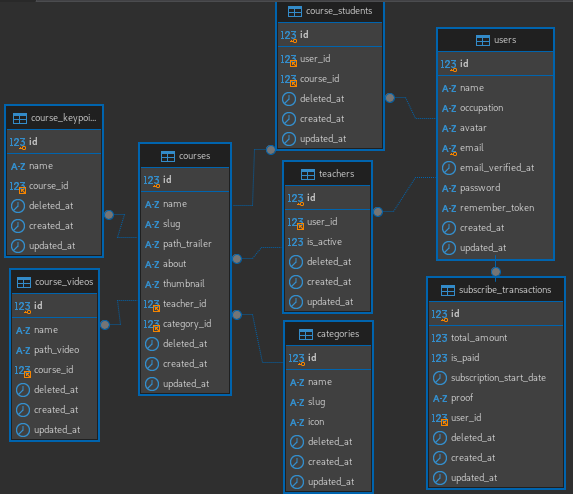 course_students
123 id
123 user_id
123 course_id
deleted_at
created_at
updated_at
users
123 id
A-Z name
A-Z occupation
A-Z avatar
A-Z email
email_verified_at
A-Z password
A-Z remember_token
created_at
updated_at
course_keypoi...
123 id
A-Z name
123 course_id
deleted_at
created_at
updated_at
courses
123 id
A-Z name
A-Z slug
A-Z path_trailer
A-Z about
A-Z thumbnail
123 teacher_id
123 category_id
deleted_at
created_at
updated_at
teachers
123 id
123 user_id
123 is_active
deleted_at
created_at
updated_at
course_videos
123 id
A-Z name
A-Z path_video
123 course_id
deleted_at
created_at
updated_at
categories
123 id
A-Z name
A-Z slug
A-Z icon
deleted_at
created_at
updated_at
subscribe_transactions
123 id
123 total_amount
123 is_paid
subscription_start_date
A-Z proof
123 user_id
deleted_at
created_at
updated_at